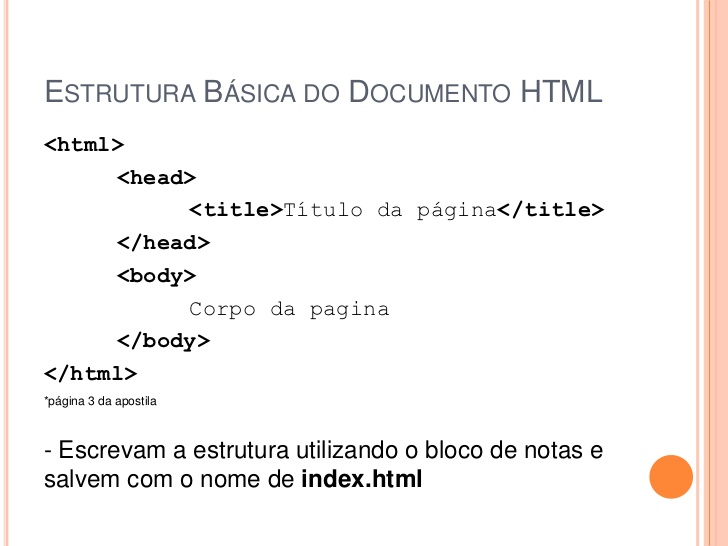 Estrutura Básica do Documento HTML
<html>
<head>
<title>Título da página</title>
</head>
<body>
Corpo da pagina
</body>
</html>
*página 3 da apostila
- Escrevam a estrutura utilizando o bloco de notas e
salvem com o nome de index.html